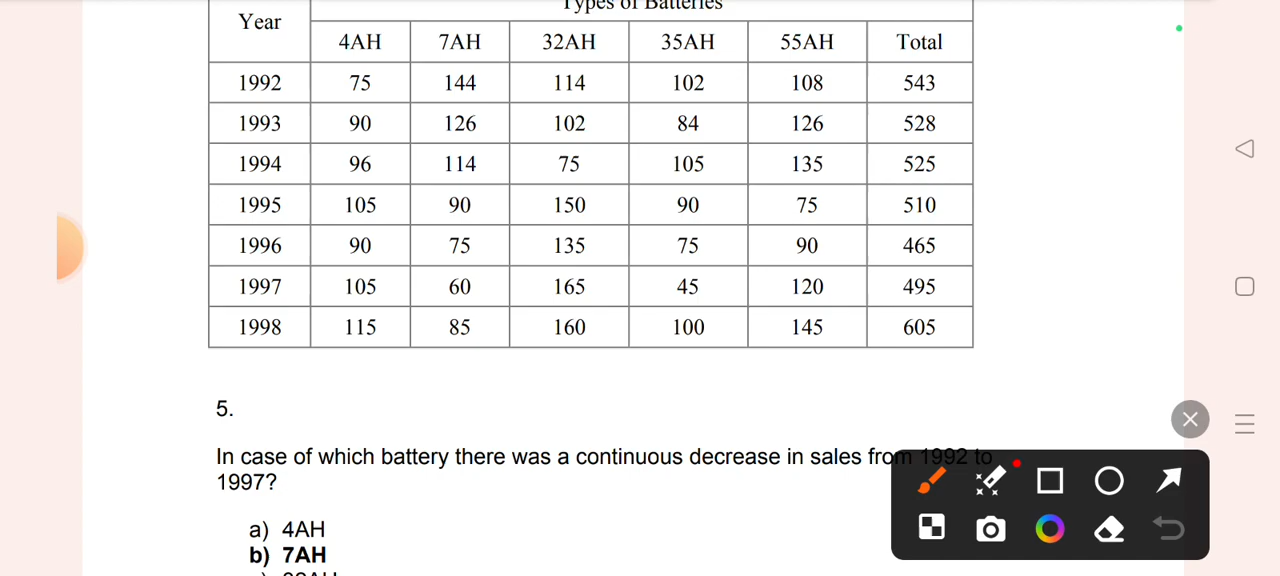 Types of Batteries
Year
4AH 7AH 32AH 35AH 55AH Total
1992 75 144 114 102 108 543
1993 90 126 102 84 126 528
1994 96 114 75 105 135 525
1995 105 90 150 90 75 510
1996 90 75 135 75 90 465
1997 105 60 165 45 120 495
1998 115 85 160 100 145 605
5.
In case of which battery there was a continuous decrease in sales from 1992 to
1997?
a) 4AH
b) 7AH